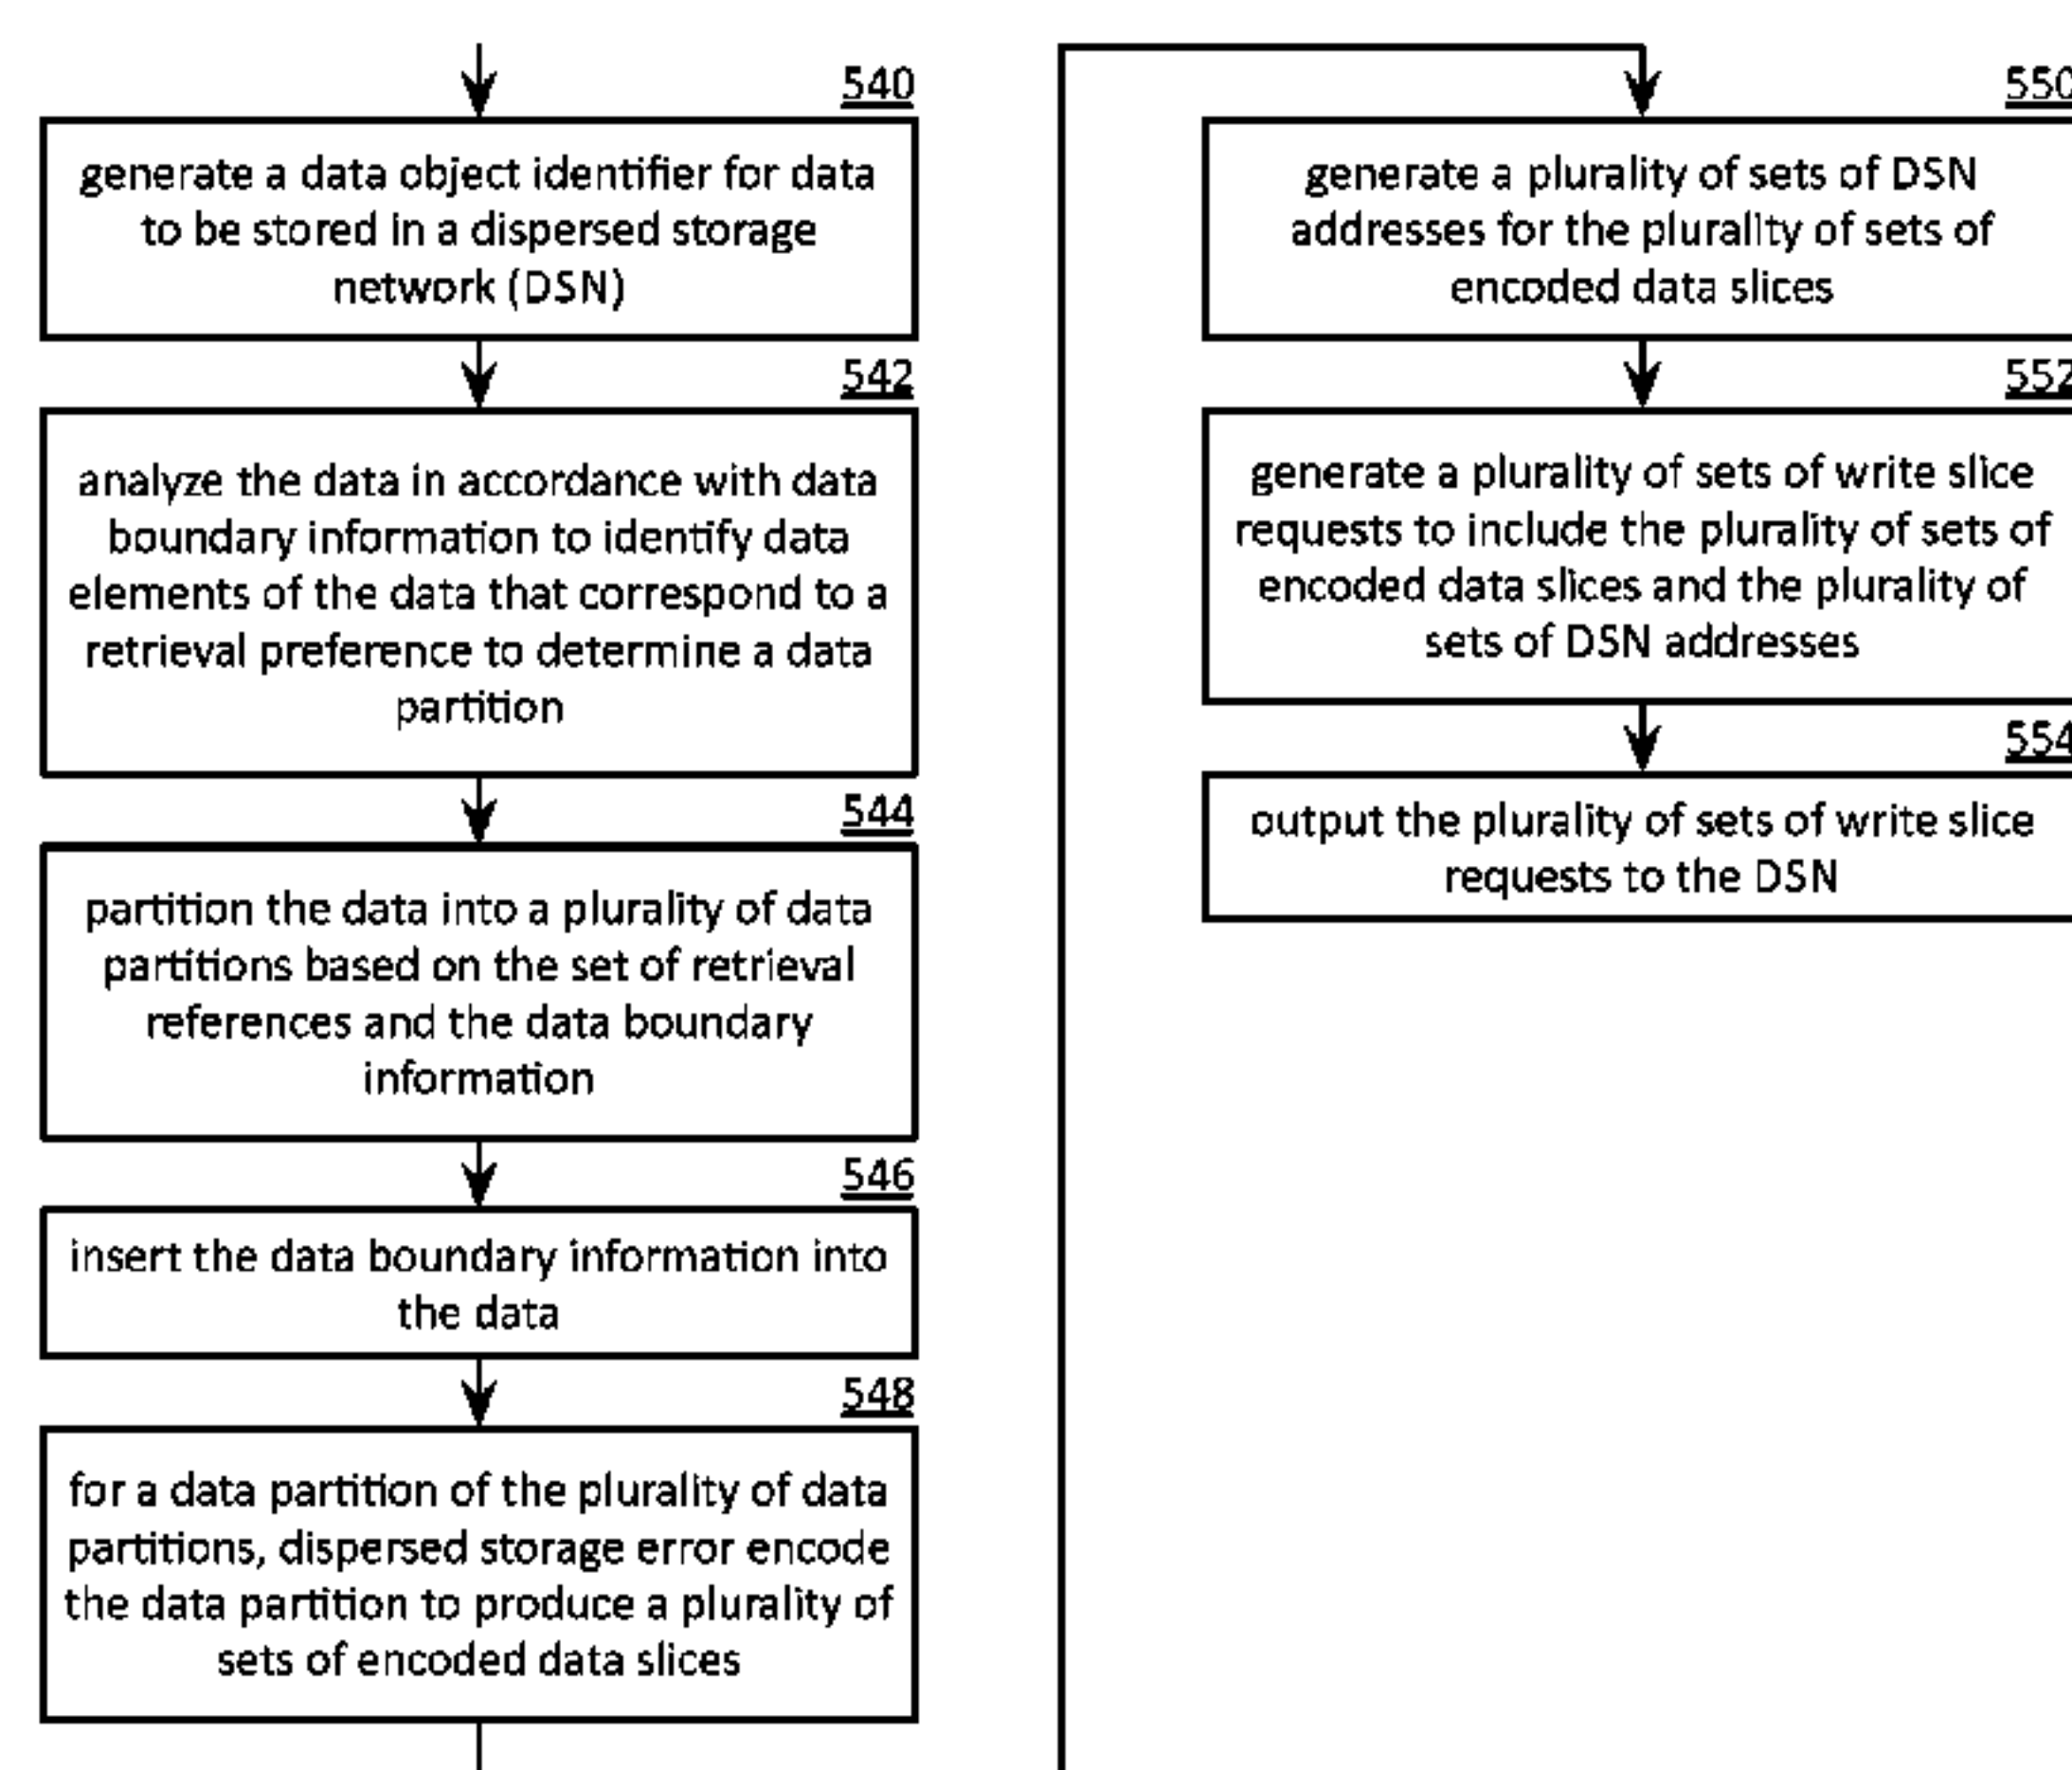 540
generate a data object identifier for data
to be stored in a dispersed storage
network (DSN)
542
analyze the data in accordance with data
boundary information to identify data
elements of the data that correspond to a
retrieval preference to determine a data
partition
544
partition the data into a plurality of data
partitions based on the set of retrieval
references and the data boundary
information
546
insert the data boundary information into
the data
548
for a data partition of the plurality of data
partitions, dispersed storage error encode
the data partition to produce a plurality of
sets of encoded data slices
550
generate a plurality of sets of DSN
addresses for the plurality of sets of
encoded data slices
552
generate a plurality of sets of write slice
requests to include the plurality of sets of
encoded data slices and the plurality of
sets of DSN addresses
554
output the plurality of sets of write slice
requests to the DSN